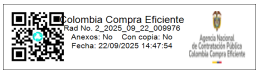 Colombia Compra Eficiente
Rad No. 2_2025_09_22_009976
Anexos: No Con copia: No
Fecha: 22/09/2025 14:47:54
Agencia Nacional
de Contratación Pública
Colombia Compra Eficiente